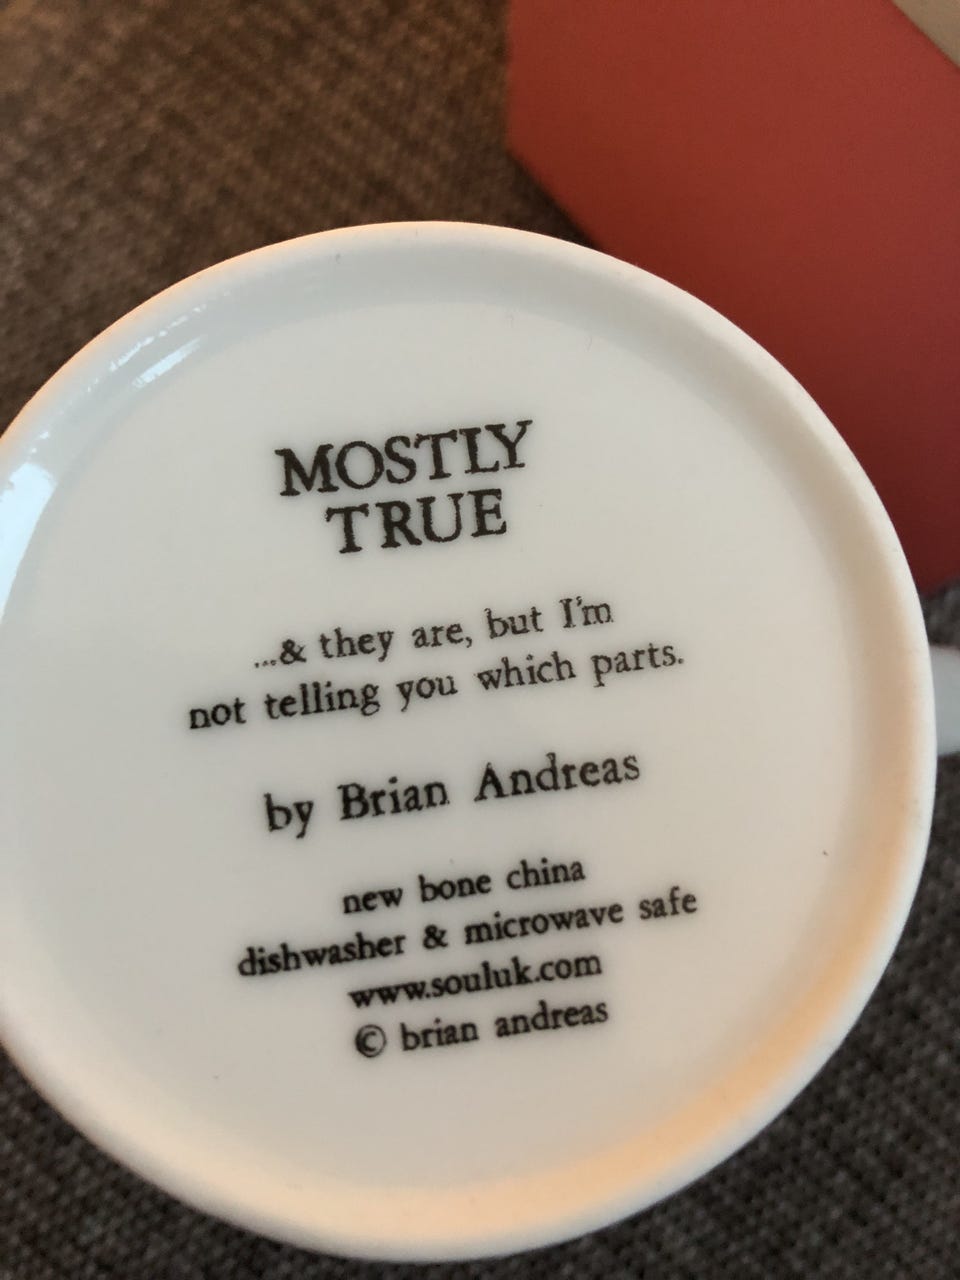 MOSTLY
TRUE
...& they are, but I'm
not telling you which parts.
by Brian Andreas
new bone china
dishwasher & microwave safe
www.souluk.com
© brian andreas